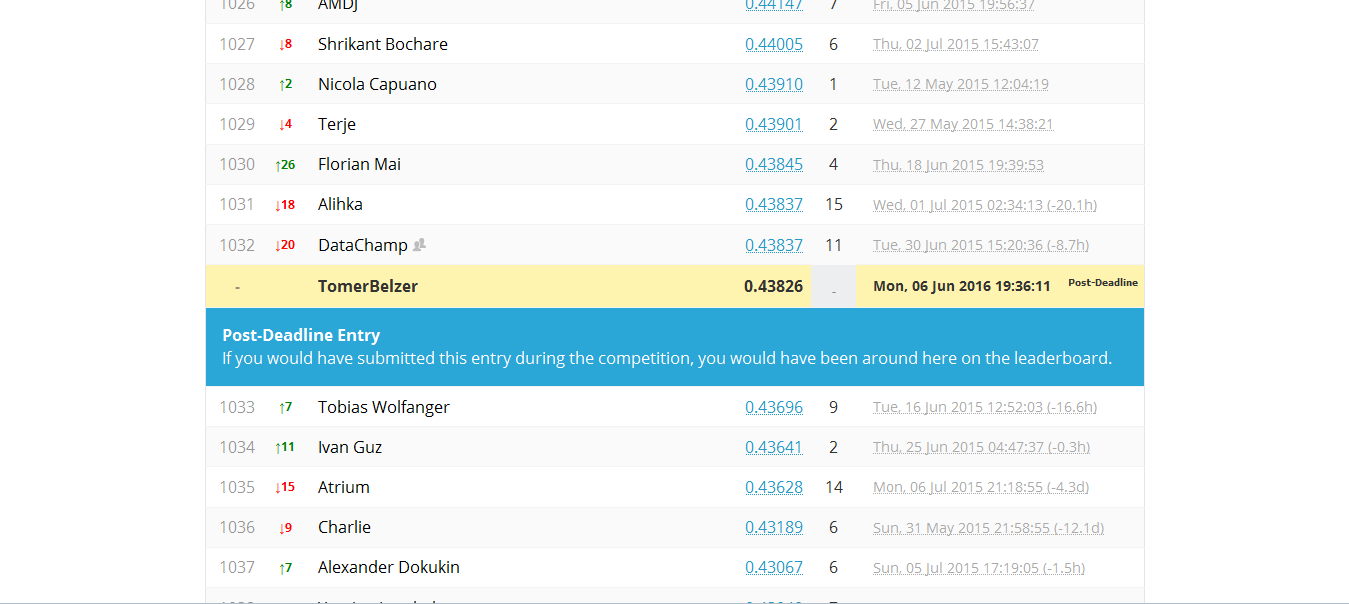 1026 ↑8 AMDJ 0.44147 7 Fri, 05 Jun 2015 19:56:37
1027 ↓8 Shrikant Bochare 0.44005 6 Thu, 02 Jul 2015 15:43:07
1028 ↑2 Nicola Capuano 0.43910 1 Tue, 12 May 2015 12:04:19
1029 ↓4 Terje 0.43901 2 Wed, 27 May 2015 14:38:21
1030 ↑26 Florian Mai 0.43845 4 Thu, 18 Jun 2015 19:39:53
1031 ↓18 Alihka 0.43837 15 Wed, 01 Jul 2015 02:34:13 (-20.1h)
1032 ↓20 DataChamp 0.43837 11 Tue, 30 Jun 2015 15:20:36 (-8.7h)
- TomerBelzer 0.43826 - Mon, 06 Jun 2016 19:36:11 Post-Deadline
Post-Deadline Entry
If you would have submitted this entry during the competition, you would have been around here on the leaderboard.
1033 ↑7 Tobias Wolfanger 0.43696 9 Tue, 16 Jun 2015 12:52:03 (-16.6h)
1034 ↑11 Ivan Guz 0.43641 2 Thu, 25 Jun 2015 04:47:37 (-0.3h)
1035 ↓15 Atrium 0.43628 14 Mon, 06 Jul 2015 21:18:55 (-4.3d)
1036 ↓9 Charlie 0.43189 6 Sun, 31 May 2015 21:58:55 (-12.1d)
1037 ↑7 Alexander Dokukin 0.43067 6 Sun, 05 Jul 2015 17:19:05 (-1.5h)